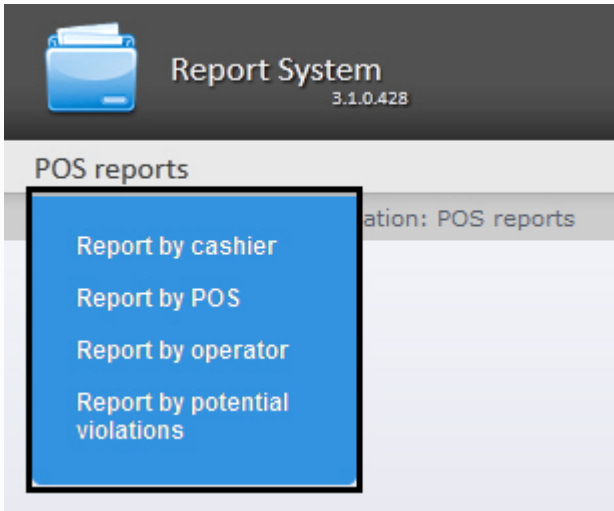 Report System
3.1.0.428
POS reports
ation: POS reports
Report by cashier
Report by POS
Report by operator
Report by potential
violations